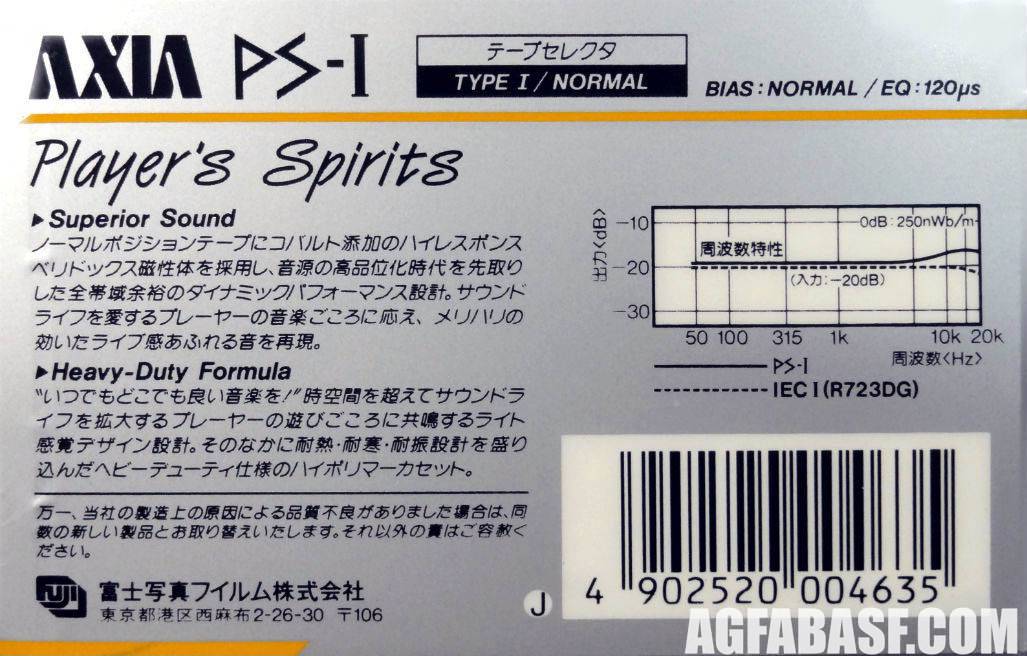 AXIA PS-I
テープセレクタ
TYPE I / NORMAL
BIAS : NORMAL / EQ : 120μs
Player's Spirits
▶Superior Sound
ノーマルポジションテープにコバルト添加のハイレスポンス
ベリドックス磁性体を採用し、音源の高品位化時代を先取り
した全帯域余裕のダイナミックパフォーマンス設計。サウンド
ライフを愛するプレーヤーの音楽ごころに応え、メリハリの
効いたライブ感あふれる音を再現。
▶Heavy-Duty Formula
"いつでもどこでも良い音楽を!"時空間を超えてサウンドラ
イフを拡大するプレーヤーの遊びごころに共鳴するライト
感覚デザイン設計。そのなかに耐熱・耐寒・耐振設計を盛り
込んだヘビーデューティ仕様のハイポリマーカセット。
万一、当社の製造上の原因による品質不良がありました場合は、同
数の新しい製品とお取り替えいたします。それ以外の責はご容赦く
ださい。
FUJI 富士写真フイルム株式会社
東京都港区西麻布2-26-30 〒106
出力<dB>
-10
-20
-30
0dB : 250nWb/m
周波数特性
(入力:-20dB)
50 100 315 1k 10k 20k
周波数<Hz>
PS-I
IEC I (R723DG)
J
4 902520 004635
AGFABASF.COM